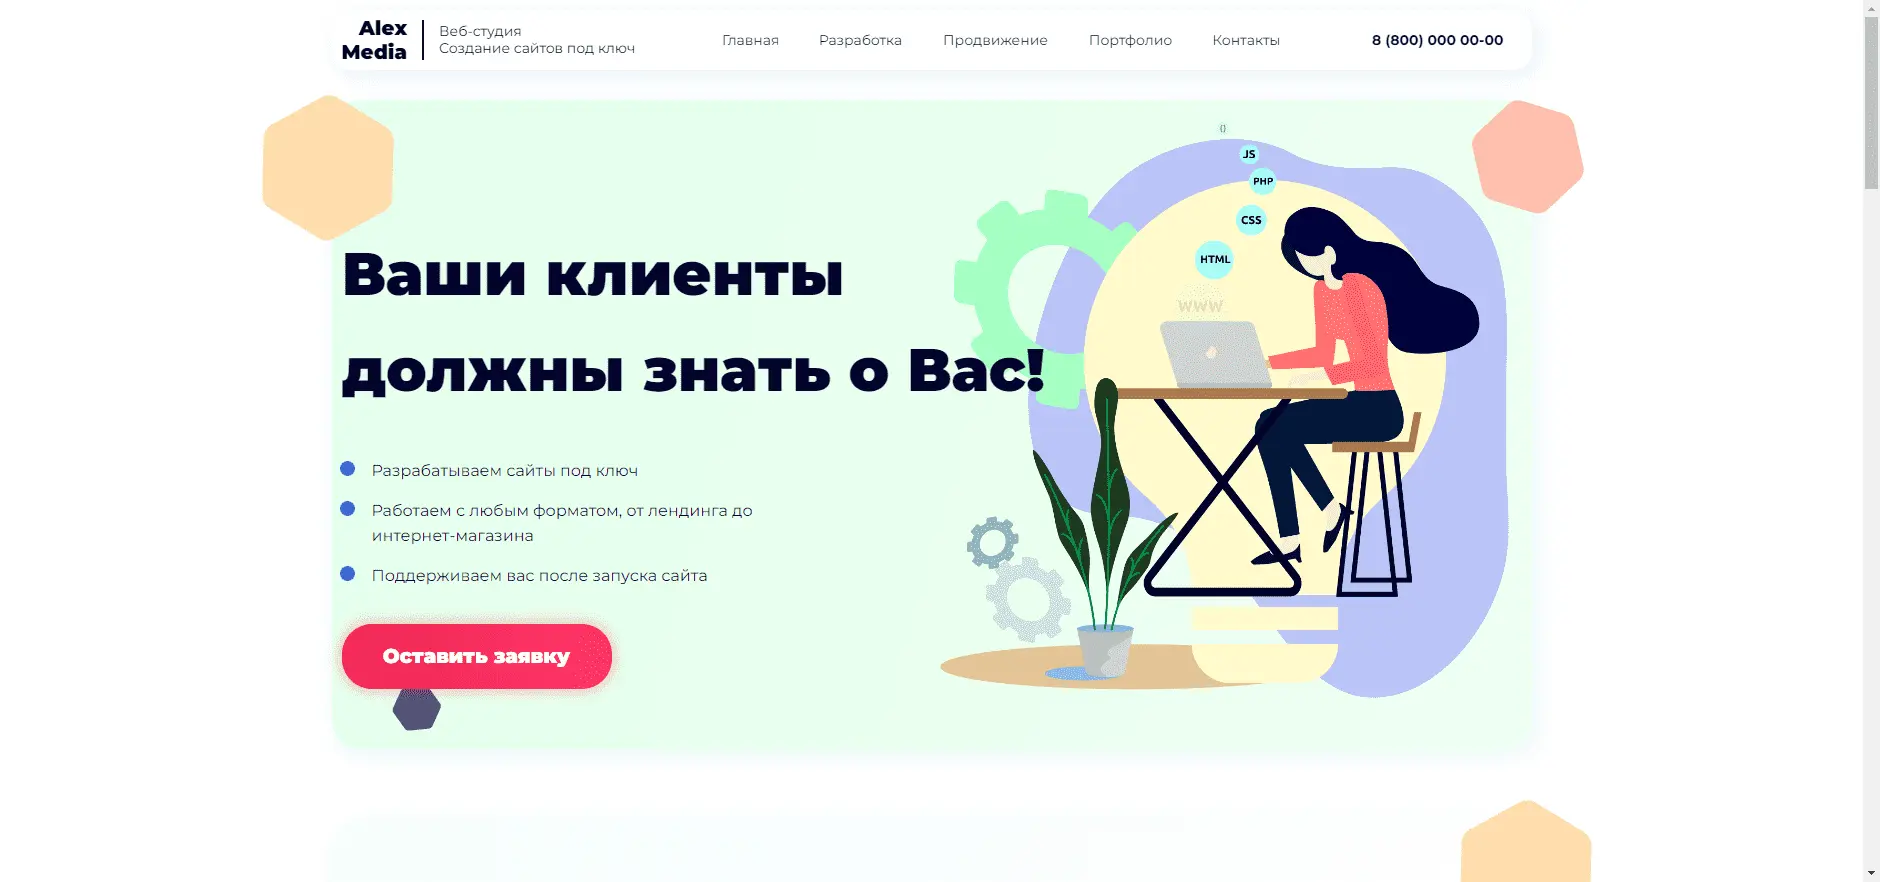 Alex
Media
Веб-студия
Создание сайтов под ключ
Главная
Разработка
Продвижение
Портфолио
Контакты
8 (800) 000 00-00
Ваши клиенты
должны знать о Вас!
Разрабатываем сайты под ключ
Работаем с любым форматом, от лендинга до
интернет-магазина
Поддерживаем вас после запуска сайта
Оставить заявку
{}
JS
PHP
CSS
HTML
WWW